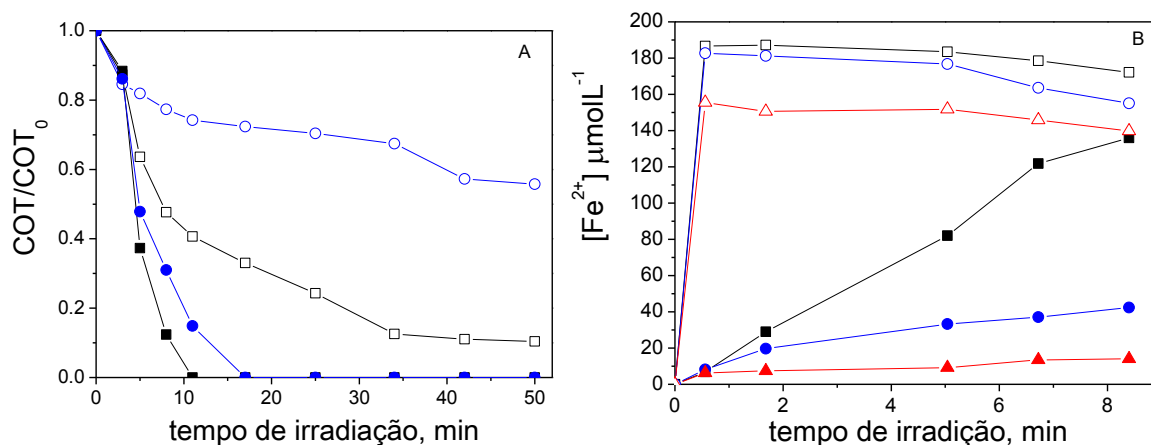 A
COT/COT0
1.0
0.8
0.6
0.4
0.2
0.0
0 10 20 30 40 50
tempo de irradiação, min
B
[Fe2+] μmolL-1
200
180
160
140
120
100
80
60
40
20
0
0 2 4 6 8
tempo de irradição, min